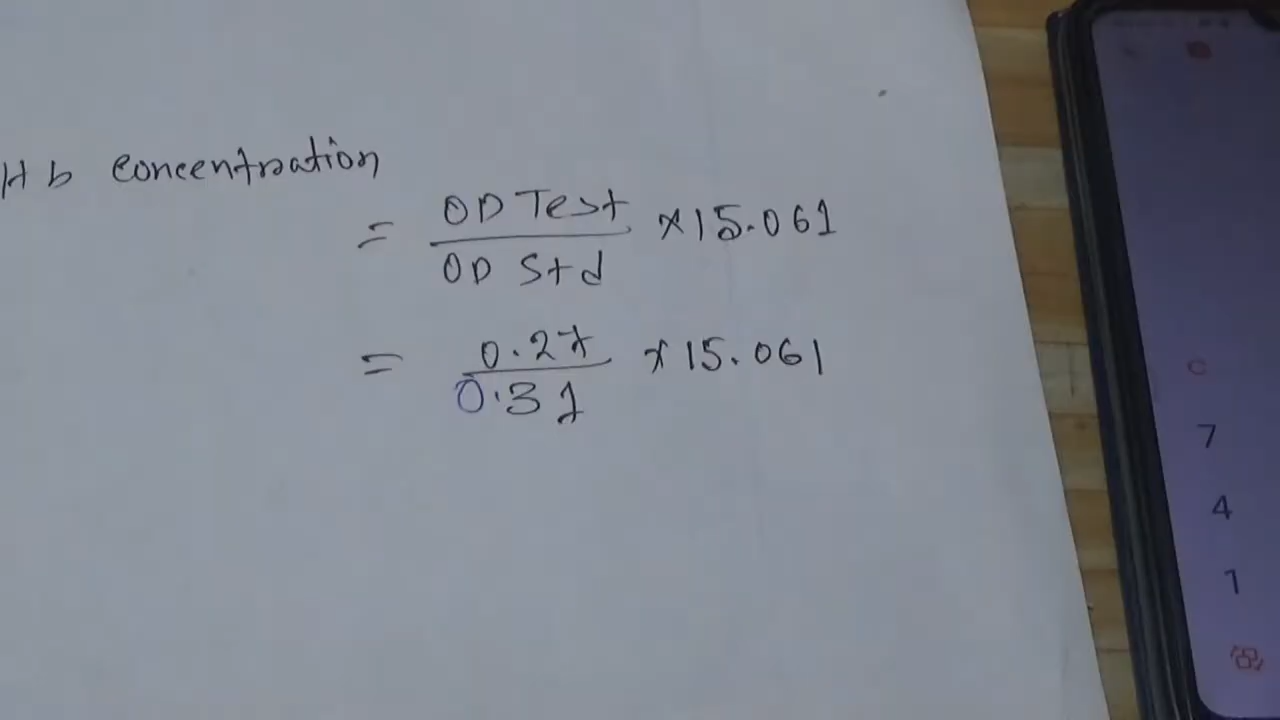 Hb concentration
= OD Test / OD Std × 15.061
= 0.27 / 0.31 × 15.061
C
7
4
1